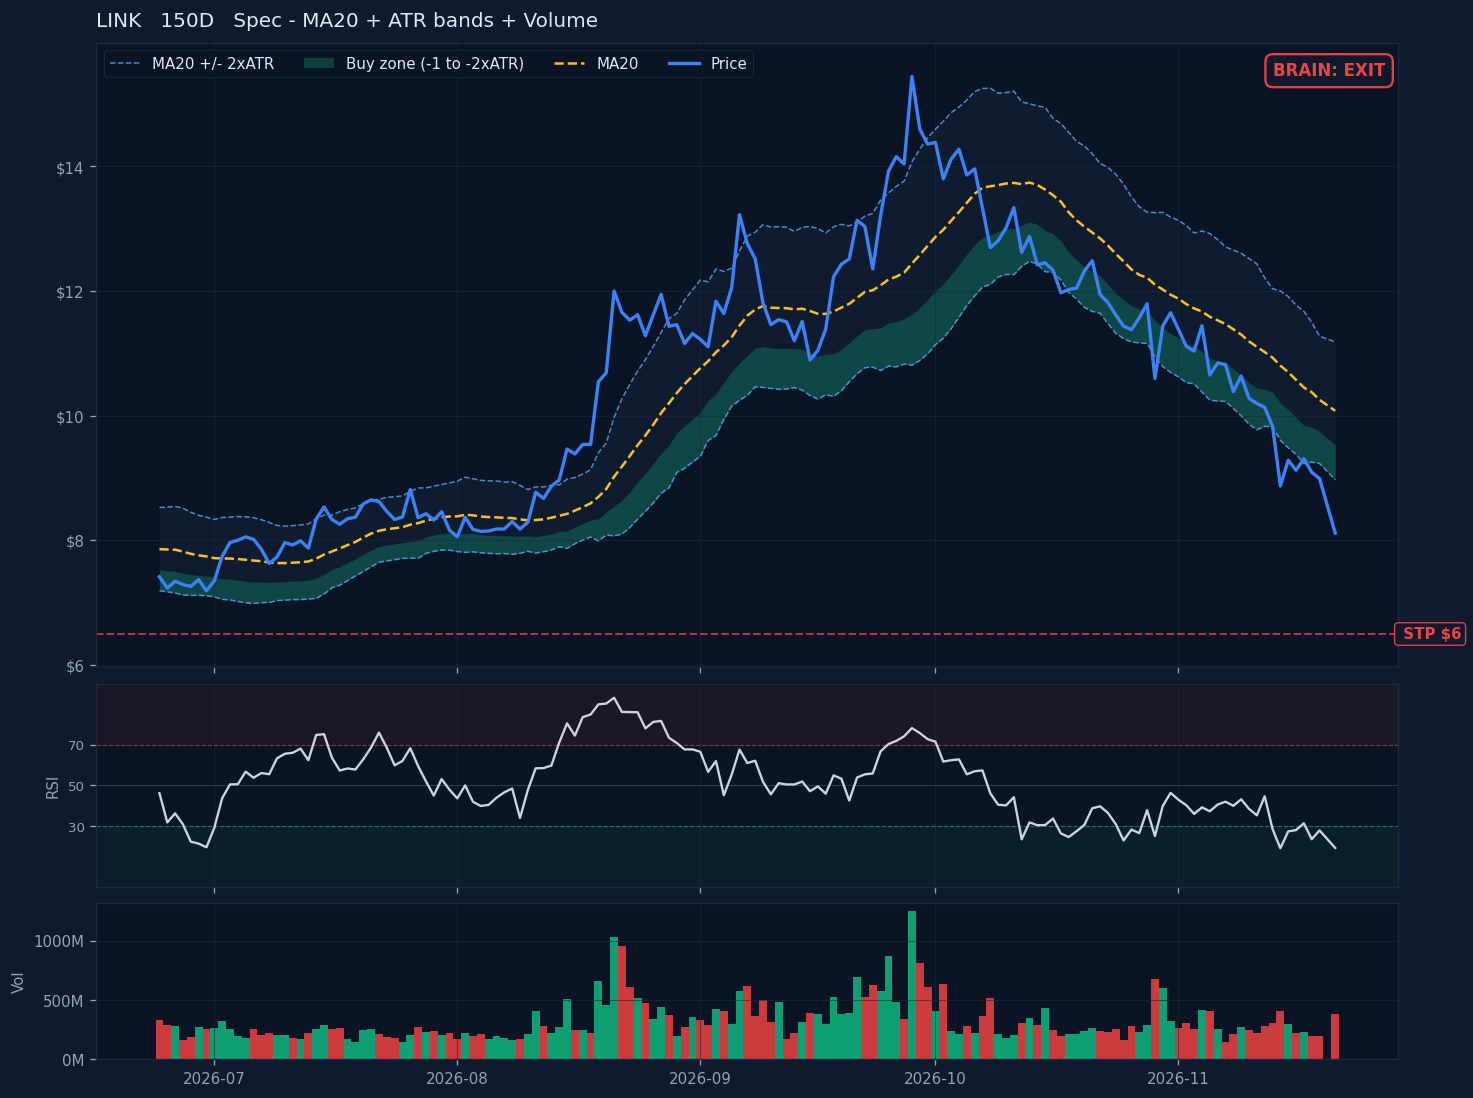 LINK   150D   Spec - MA20 + ATR bands + Volume
MA20 +/- 2xATR   Buy zone (-1 to -2xATR)   MA20   Price
BRAIN: EXIT
$14
$12
$10
$8
STP $6
$6
RSI
70
50
30
Vol
1000M
500M
0M
2026-07   2026-08   2026-09   2026-10   2026-11